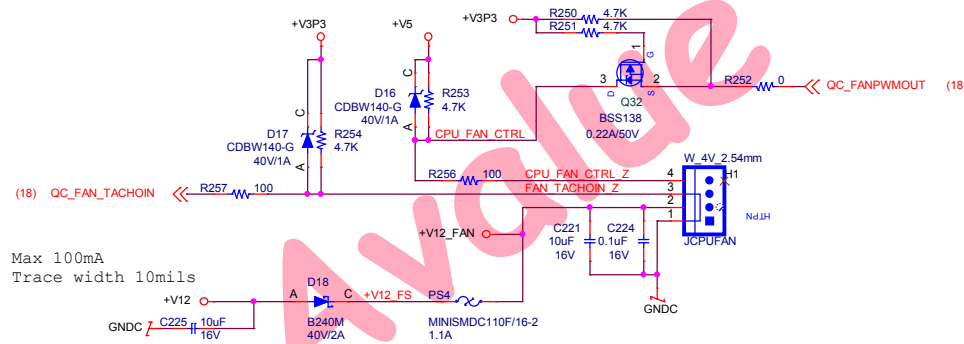 +V3P3 R250 4.7K
R251 4.7K
+V3P3 +V5
1 G
C D16 3 2 R252 0 QC_FANPWMOUT (18
CDBW140-G R253 D S
40V/1A 4.7K Q32
C A BSS138
D17 R254 CPU_FAN_CTRL 0.22A/50V
CDBW140-G 4.7K
40V/1A W_4V_2.54mm
A R256 100 CPU_FAN_CTRL_Z 4 H1
(18) QC_FAN_TACHOIN R257 100 FAN_TACHOIN_Z 3
2
1
HTPN
+V12_FAN C221 C224
10uF 0.1uF JCPUFAN
16V 16V
Max 100mA
Trace width 10mils
D18
+V12 A C +V12_FS PS4 GNDC
GNDC C225 10uF B240M MINISMDC110F/16-2
16V 40V/2A 1.1A
Avalue